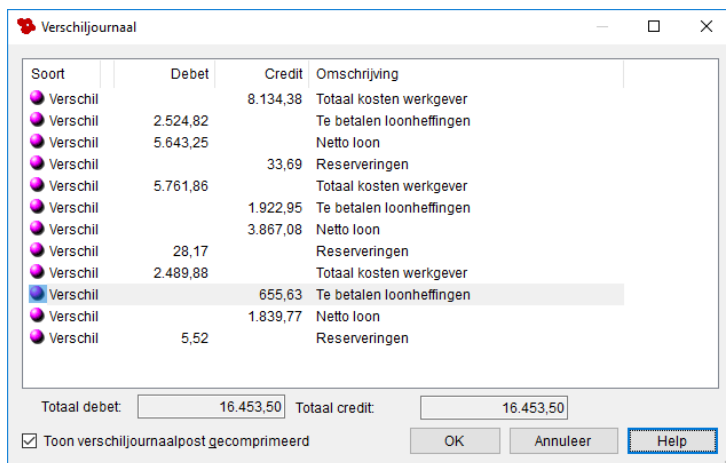 Verschiljournaal
Soort Debet Credit Omschrijving
Verschil 8.134,38 Totaal kosten werkgever
Verschil 2.524,82 Te betalen loonheffingen
Verschil 5.643,25 Netto loon
Verschil 33,69 Reserveringen
Verschil 5.761,86 Totaal kosten werkgever
Verschil 1.922,95 Te betalen loonheffingen
Verschil 3.867,08 Netto loon
Verschil 28,17 Reserveringen
Verschil 2.489,88 Totaal kosten werkgever
Verschil 655,63 Te betalen loonheffingen
Verschil 1.839,77 Netto loon
Verschil 5,52 Reserveringen
Totaal debet: 16.453,50 Totaal credit: 16.453,50
Toon verschiljournaalpost gecomprimeerd OK Annuleer Help